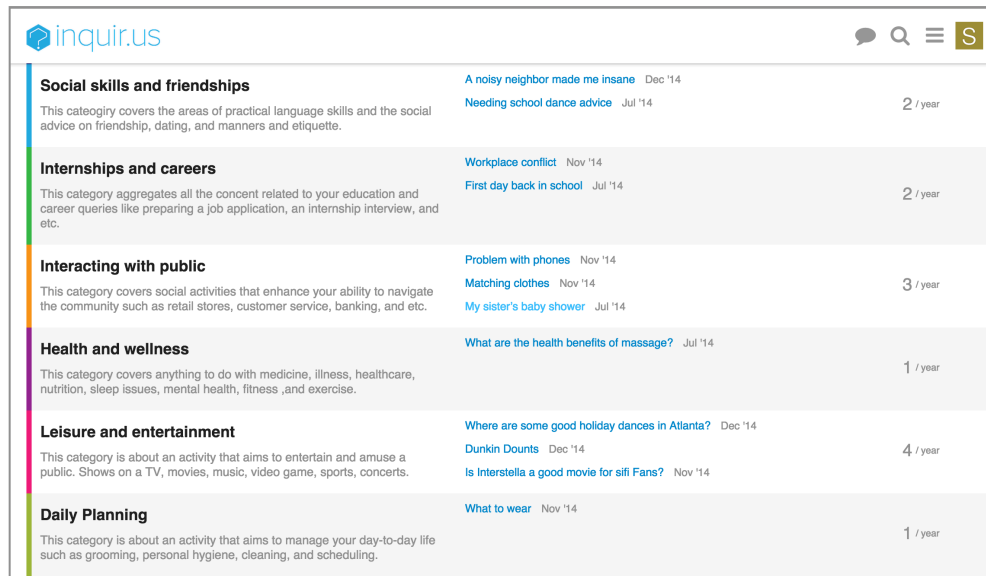 inquir.us
S
Social skills and friendships
This cateogiry covers the areas of practical language skills and the social
advice on friendship, dating, and manners and etiquette.
A noisy neighbor made me insane Dec '14
Needing school dance advice Jul '14
2 / year
Internships and careers
This category aggregates all the concent related to your education and
career queries like preparing a job application, an internship interview, and
etc.
Workplace conflict Nov '14
First day back in school Jul '14
2 / year
Interacting with public
This category covers social activities that enhance your ability to navigate
the community such as retail stores, customer service, banking, and etc.
Problem with phones Nov '14
Matching clothes Nov '14
My sister's baby shower Jul '14
3 / year
Health and wellness
This category covers anything to do with medicine, illness, healthcare,
nutrition, sleep issues, mental health, fitness ,and exercise.
What are the health benefits of massage? Jul '14
1 / year
Leisure and entertainment
This category is about an activity that aims to entertain and amuse a
public. Shows on a TV, movies, music, video game, sports, concerts.
Where are some good holiday dances in Atlanta? Dec '14
Dunkin Dounts Dec '14
Is Interstella a good movie for sifi Fans? Nov '14
4 / year
Daily Planning
This category is about an activity that aims to manage your day-to-day life
such as grooming, personal hygiene, cleaning, and scheduling.
What to wear Nov '14
1 / year